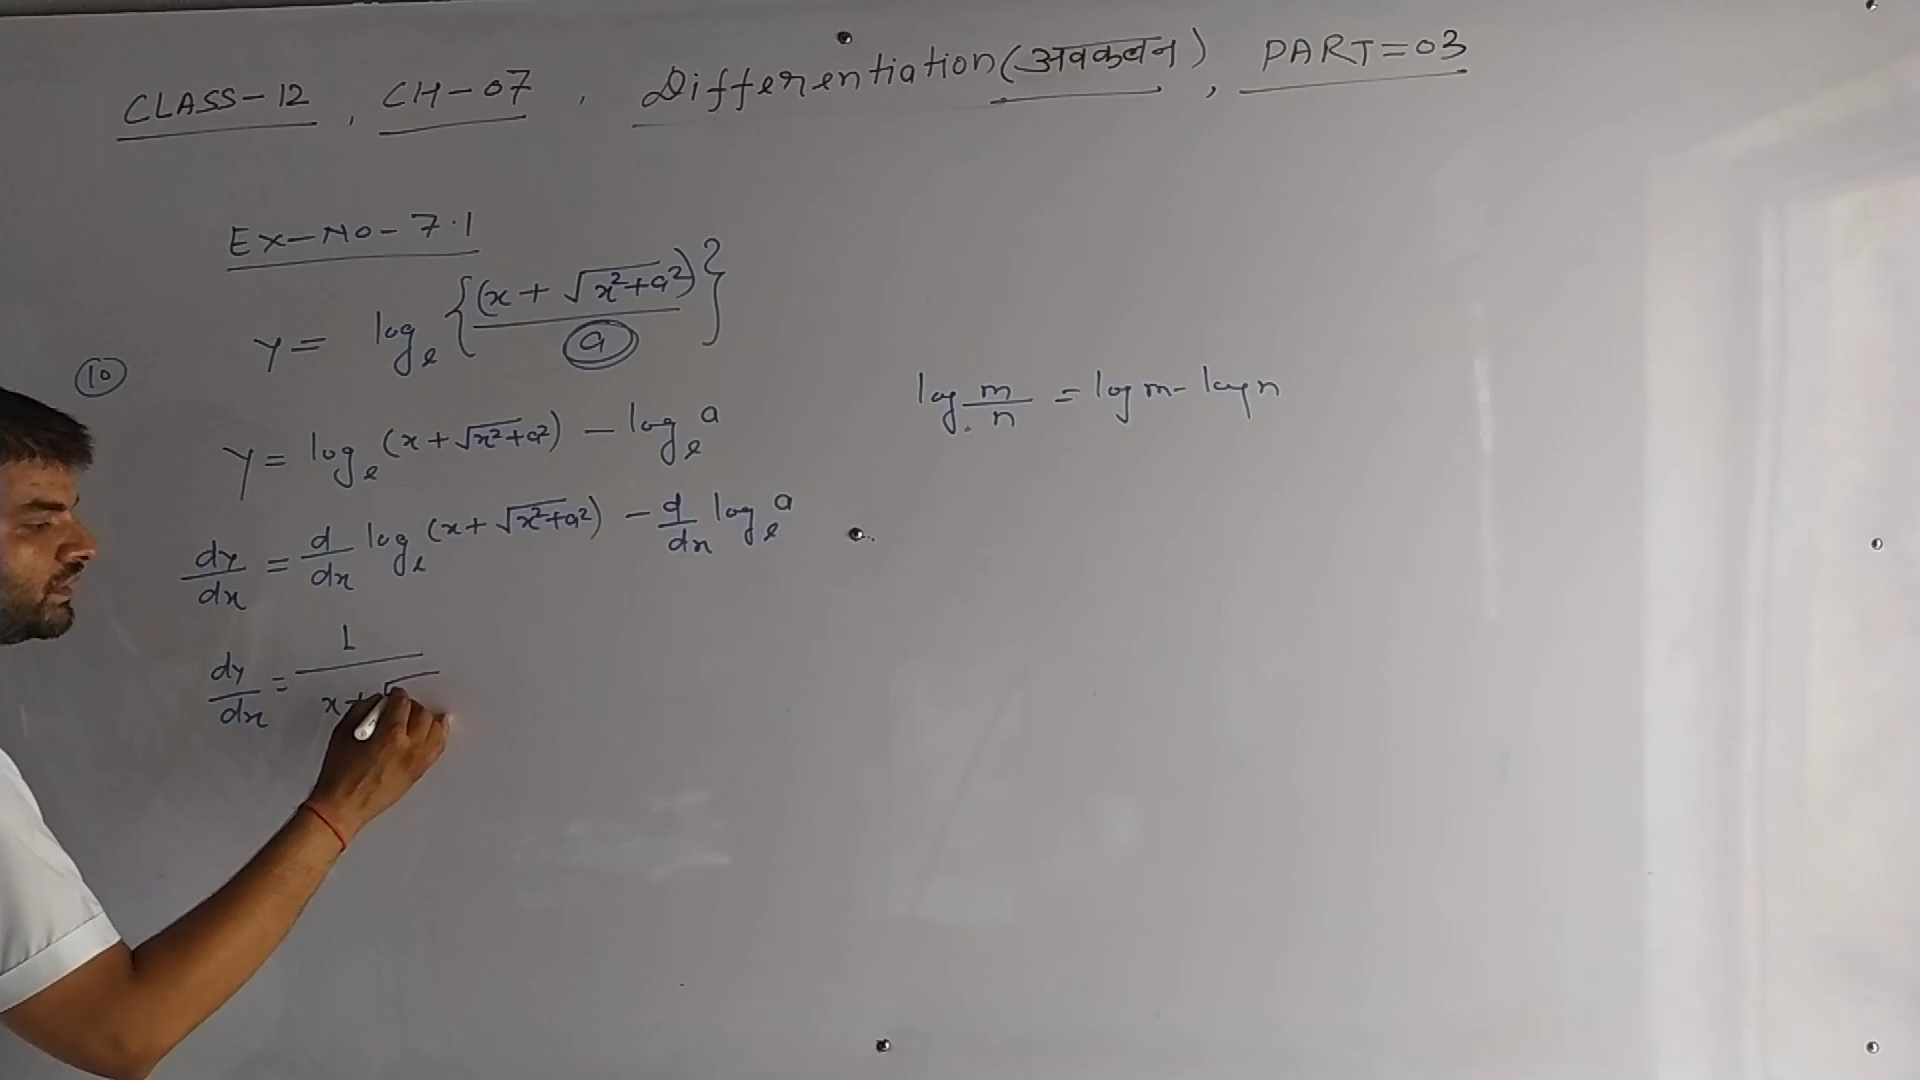 CLASS-12, CH-07, Differentiation(अवकलन), PART=03
Ex-No-7.1
(10) y = log_e {(x + √x²+a²) / a}
log m/n = log m - log n
y = log_e (x + √x²+a²) - log_e a
dy/dx = d/dx log_e (x + √x²+a²) - d/dx log_e a
dy/dx = 1 / x+√